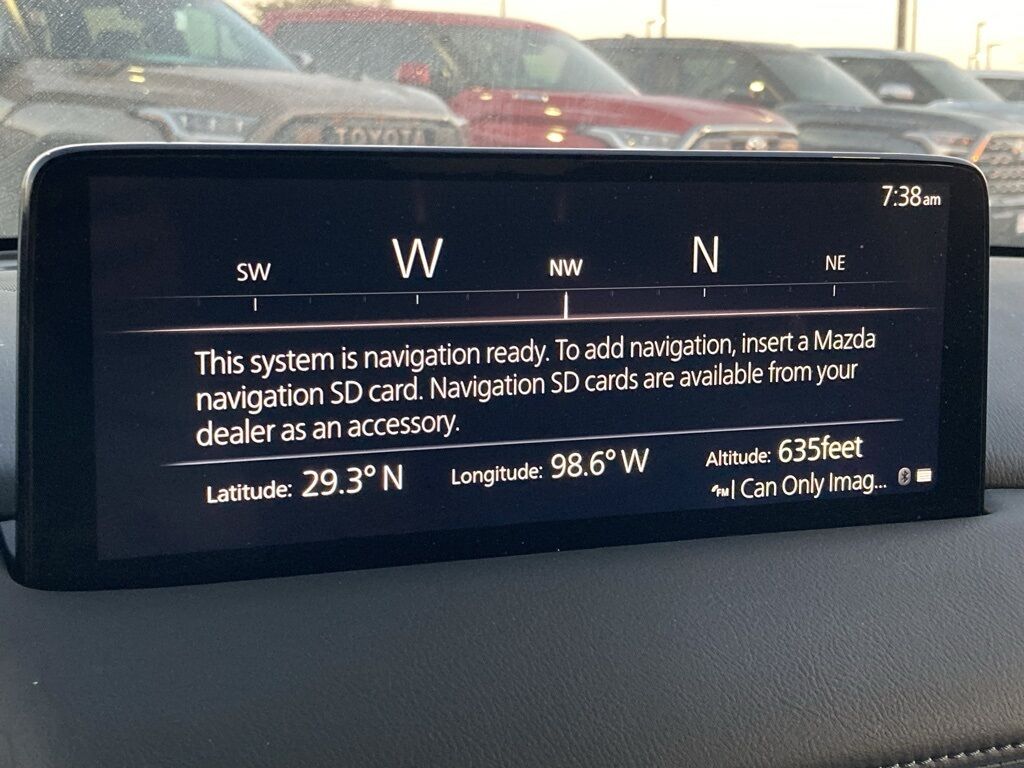 TOYOTA
7:38am
SW W NW N NE
This system is navigation ready. To add navigation, insert a Mazda
navigation SD card. Navigation SD cards are available from your
dealer as an accessory.
Latitude: 29.3° N Longitude: 98.6° W Altitude: 635feet
FM I Can Only Imag...